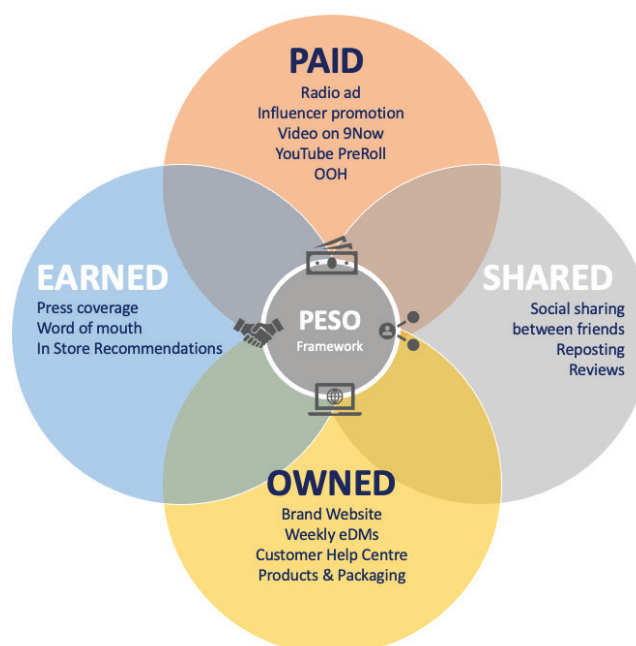 PAID
Radio ad
Influencer promotion
Video on 9Now
YouTube PreRoll
OOH
EARNED
Press coverage
Word of mouth
In Store Recommendations
PESO
Framework
SHARED
Social sharing
between friends
Reposting
Reviews
OWNED
Brand Website
Weekly eDMs
Customer Help Centre
Products & Packaging